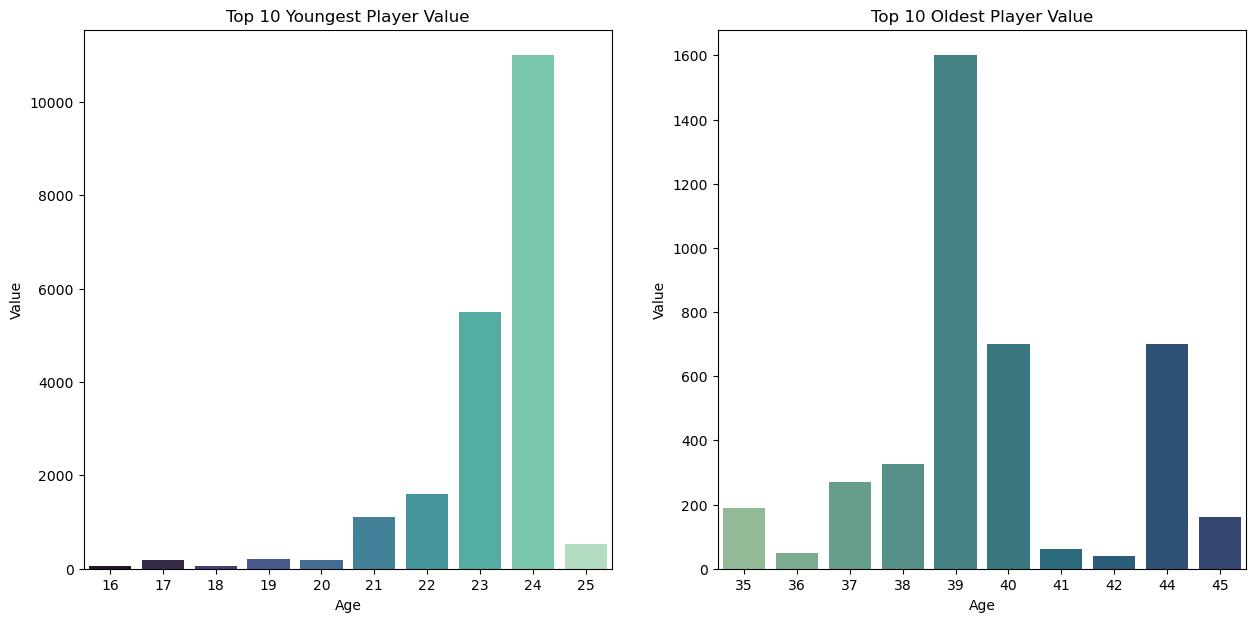 Top 10 Youngest Player Value
Value
10000
8000
6000
4000
2000
0
16 17 18 19 20 21 22 23 24 25
Age
Top 10 Oldest Player Value
Value
1600
1400
1200
1000
800
600
400
200
0
35 36 37 38 39 40 41 42 44 45
Age